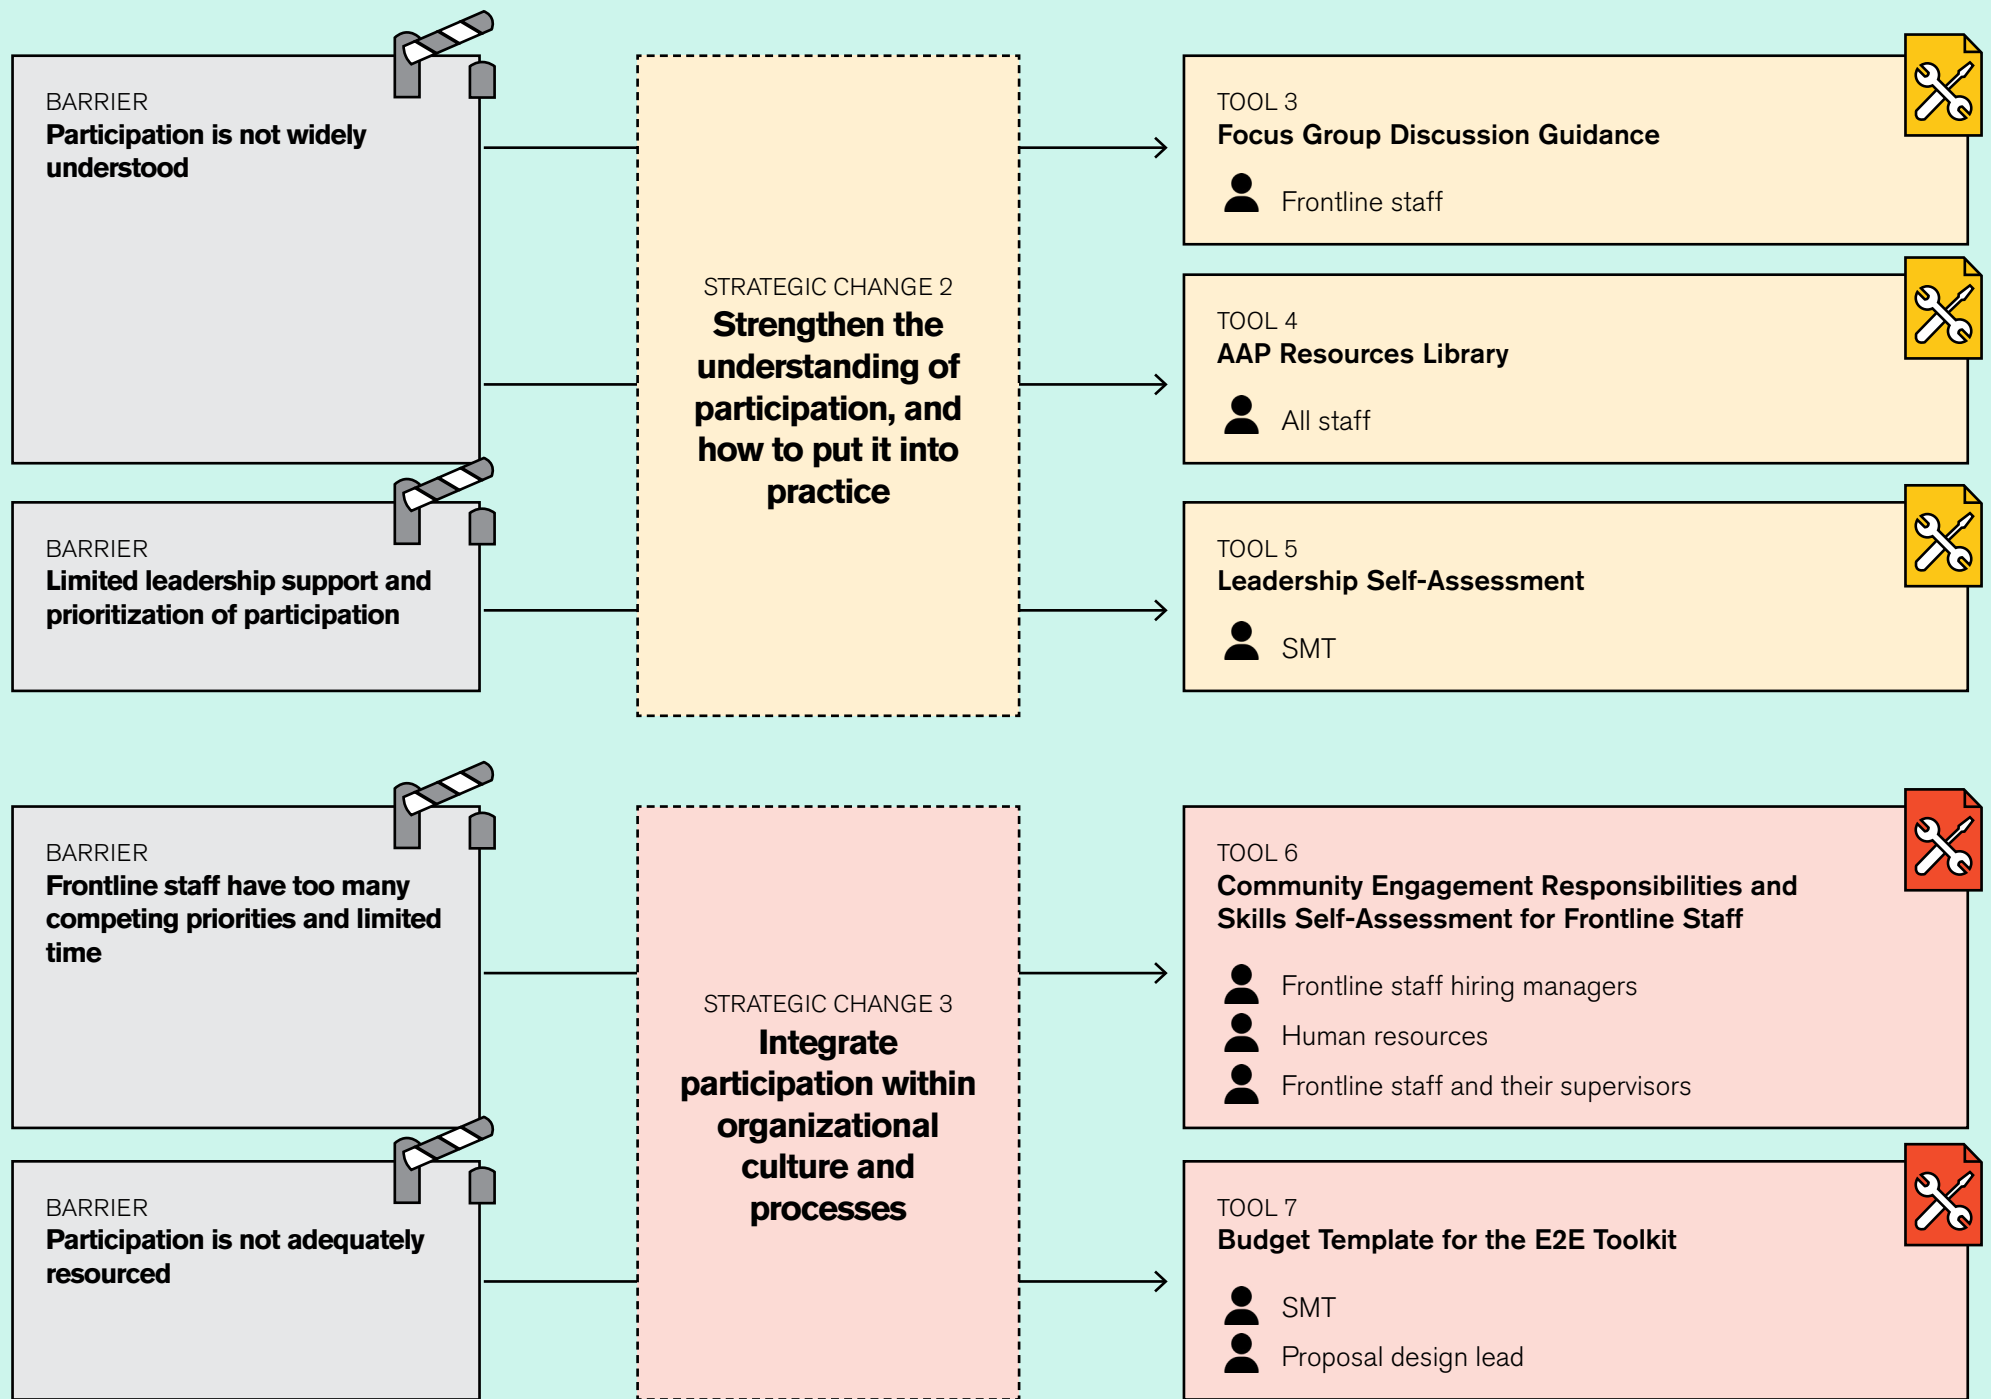 BARRIER
Participation is not widely
understood
STRATEGIC CHANGE 2
Strengthen the
understanding of
participation, and
how to put it into
practice
TOOL 3
Focus Group Discussion Guidance
Frontline staff
TOOL 4
AAP Resources Library
All staff
BARRIER
Limited leadership support and
prioritization of participation
TOOL 5
Leadership Self-Assessment
SMT
BARRIER
Frontline staff have too many
competing priorities and limited
time
STRATEGIC CHANGE 3
Integrate
participation within
organizational
culture and
processes
TOOL 6
Community Engagement Responsibilities and
Skills Self-Assessment for Frontline Staff
Frontline staff hiring managers
Human resources
Frontline staff and their supervisors
BARRIER
Participation is not adequately
resourced
TOOL 7
Budget Template for the E2E Toolkit
SMT
Proposal design lead